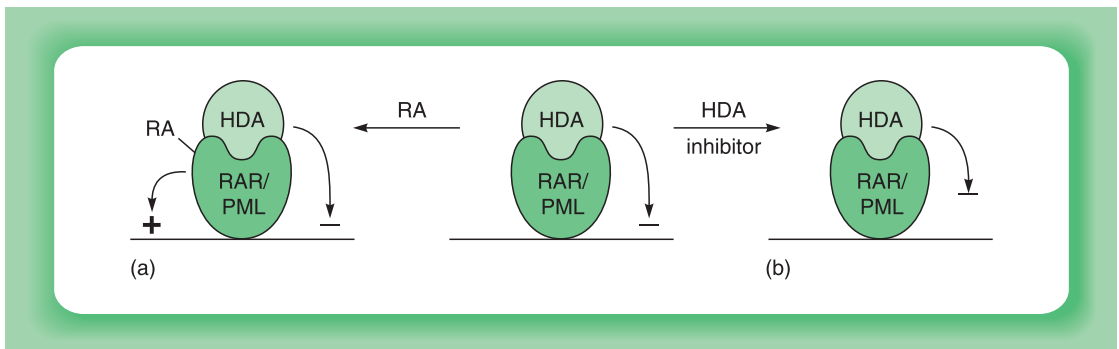 HDA
RA
RAR/
PML
+
−
(a)
RA
HDA
RAR/
PML
−
HDA
inhibitor
HDA
RAR/
PML
−
(b)